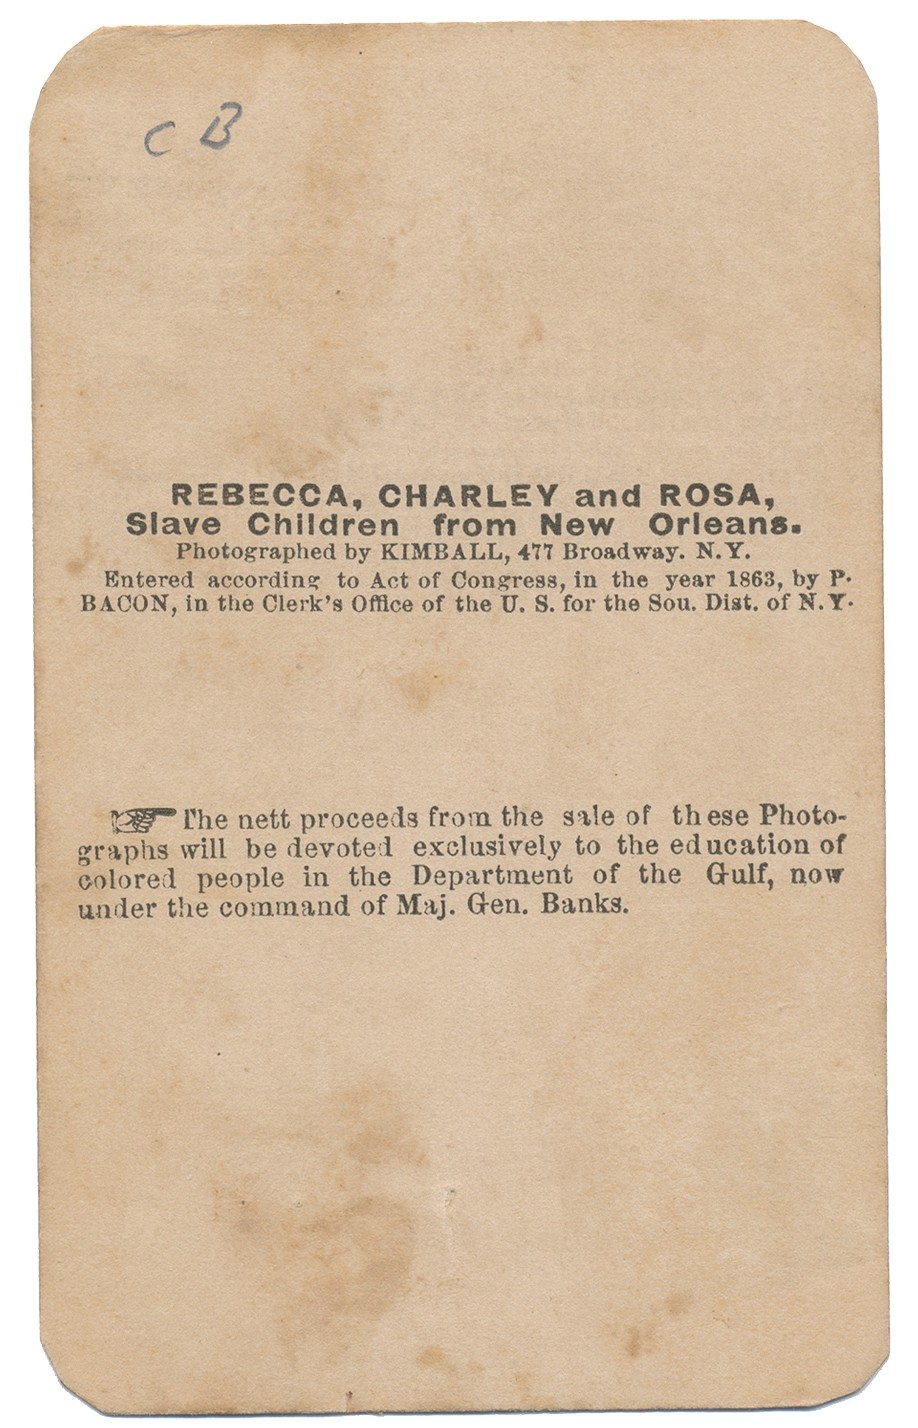 C B
REBECCA, CHARLEY and ROSA,
Slave Children from New Orleans.
Photographed by KIMBALL, 477 Broadway. N.Y.
Entered according to Act of Congress, in the year 1863, by P.
BACON, in the Clerk's Office of the U. S. for the Sou. Dist. of N.Y.
☞ The nett proceeds from the sale of these Photo-
graphs will be devoted exclusively to the education of
colored people in the Department of the Gulf, now
under the command of Maj. Gen. Banks.